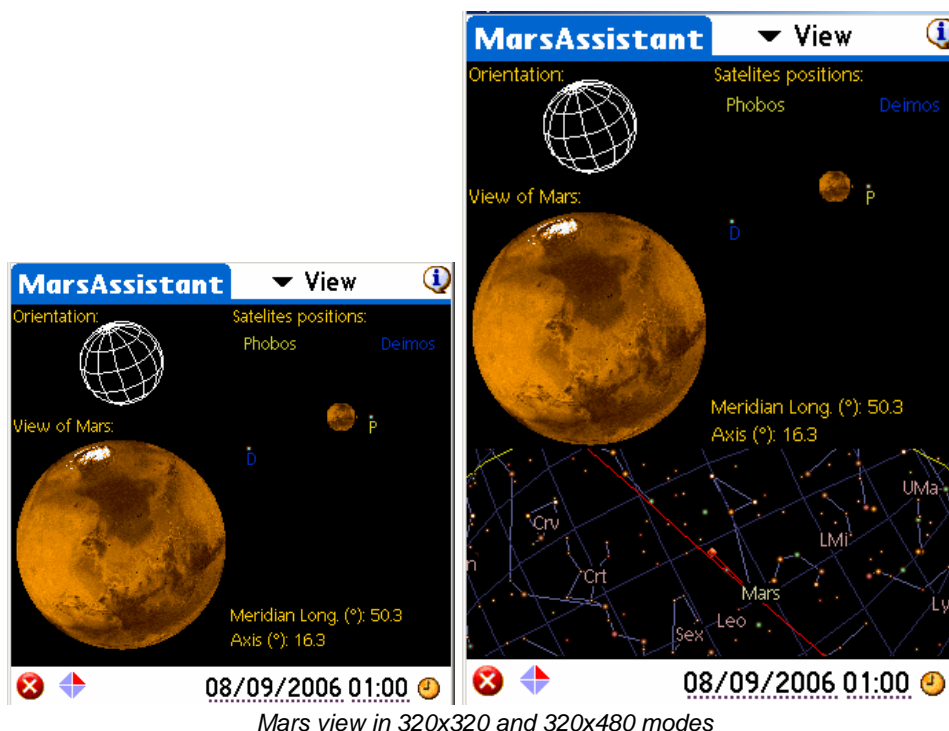 MarsAssistant View
Orientation: Satelites positions:
Phobos Deimos
View of Mars:
P
D
Meridian Long. (°): 50.3
Axis (°): 16.3
08/09/2006 01:00
MarsAssistant View
Orientation: Satelites positions:
Phobos Deimos
P
View of Mars:
D
Meridian Long. (°): 50.3
Axis (°): 16.3
UMa
Crv
LMi
n
Crt
Mars
Ly
Leo
Sex
08/09/2006 01:00
Mars view in 320x320 and 320x480 modes